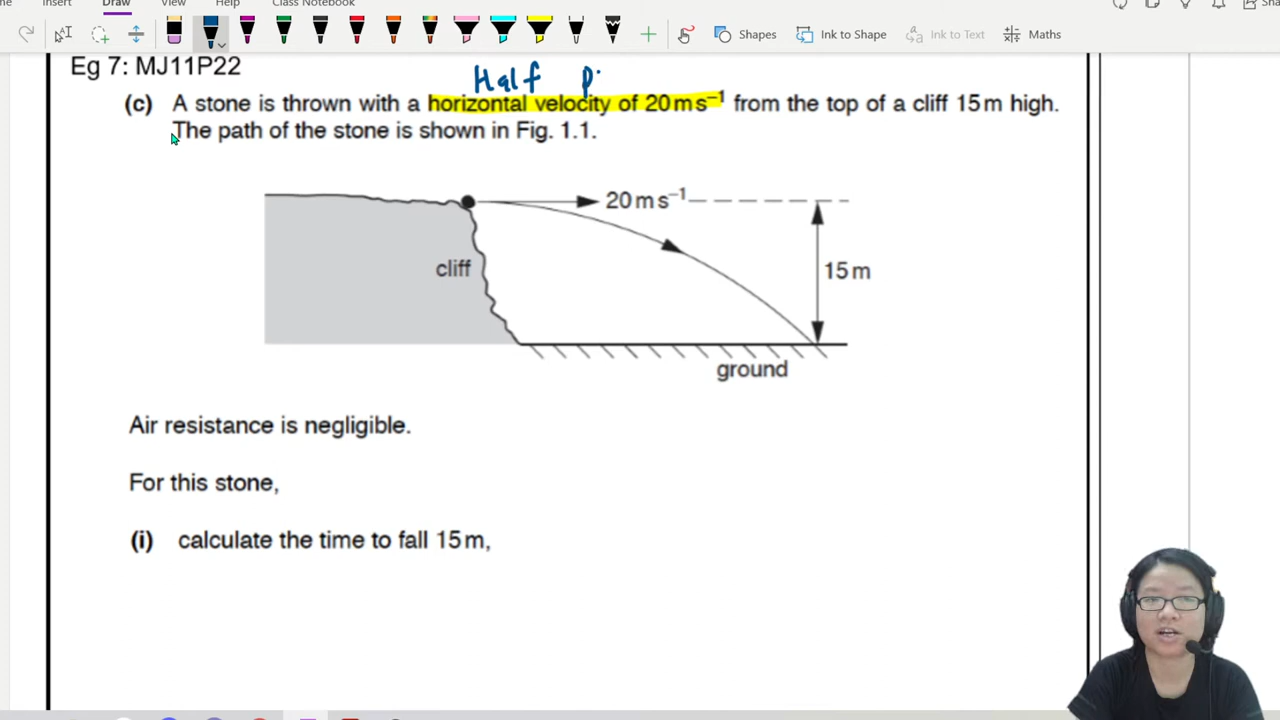 Insert Draw View Help Class Notebook
Shapes Ink to Shape Ink to Text Maths
Eg 7: MJ11P22
Half p
(c) A stone is thrown with a horizontal velocity of 20 m s⁻¹ from the top of a cliff 15 m high.
The path of the stone is shown in Fig. 1.1.
20 m s⁻¹
cliff
15 m
ground
Air resistance is negligible.
For this stone,
(i) calculate the time to fall 15 m,